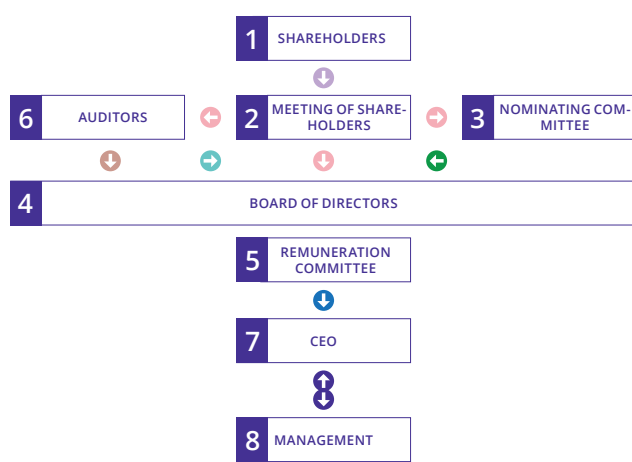 1 SHAREHOLDERS
6 AUDITORS
2 MEETING OF SHARE-
HOLDERS
3 NOMINATING COM-
MITTEE
4 BOARD OF DIRECTORS
5 REMUNERATION
COMMITTEE
7 CEO
8 MANAGEMENT